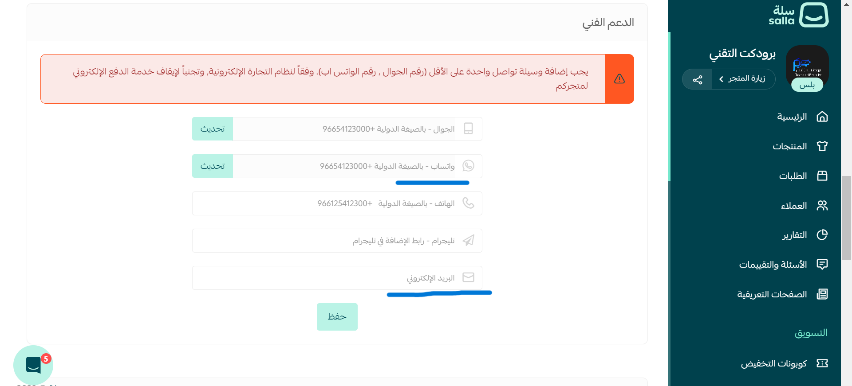 الدعم الفني
يجب إضافة وسيلة تواصل واحدة على الأقل (رقم الجوال , رقم الواتس اب). وفقاً لنظام التجارة الإلكترونية, وتجنباً لإيقاف خدمة الدفع الإلكتروني
لمتجركم
الجوال - بالصيغة الدولية +96654123000
تحديث
واتساب - بالصيغة الدولية +96654123000
تحديث
الهاتف - بالصيغة الدولية +966125412300
تليجرام - رابط الإضافة في تليجرام
البريد الإلكتروني
حفظ
5
سلة
salla
برودكت التقني
زيارة المتجر
بلس
الرئيسية
المنتجات
الطلبات
العملاء
التقارير
الأسئلة والتقييمات
الصفحات التعريفية
التسويق
كوبونات التخفيض